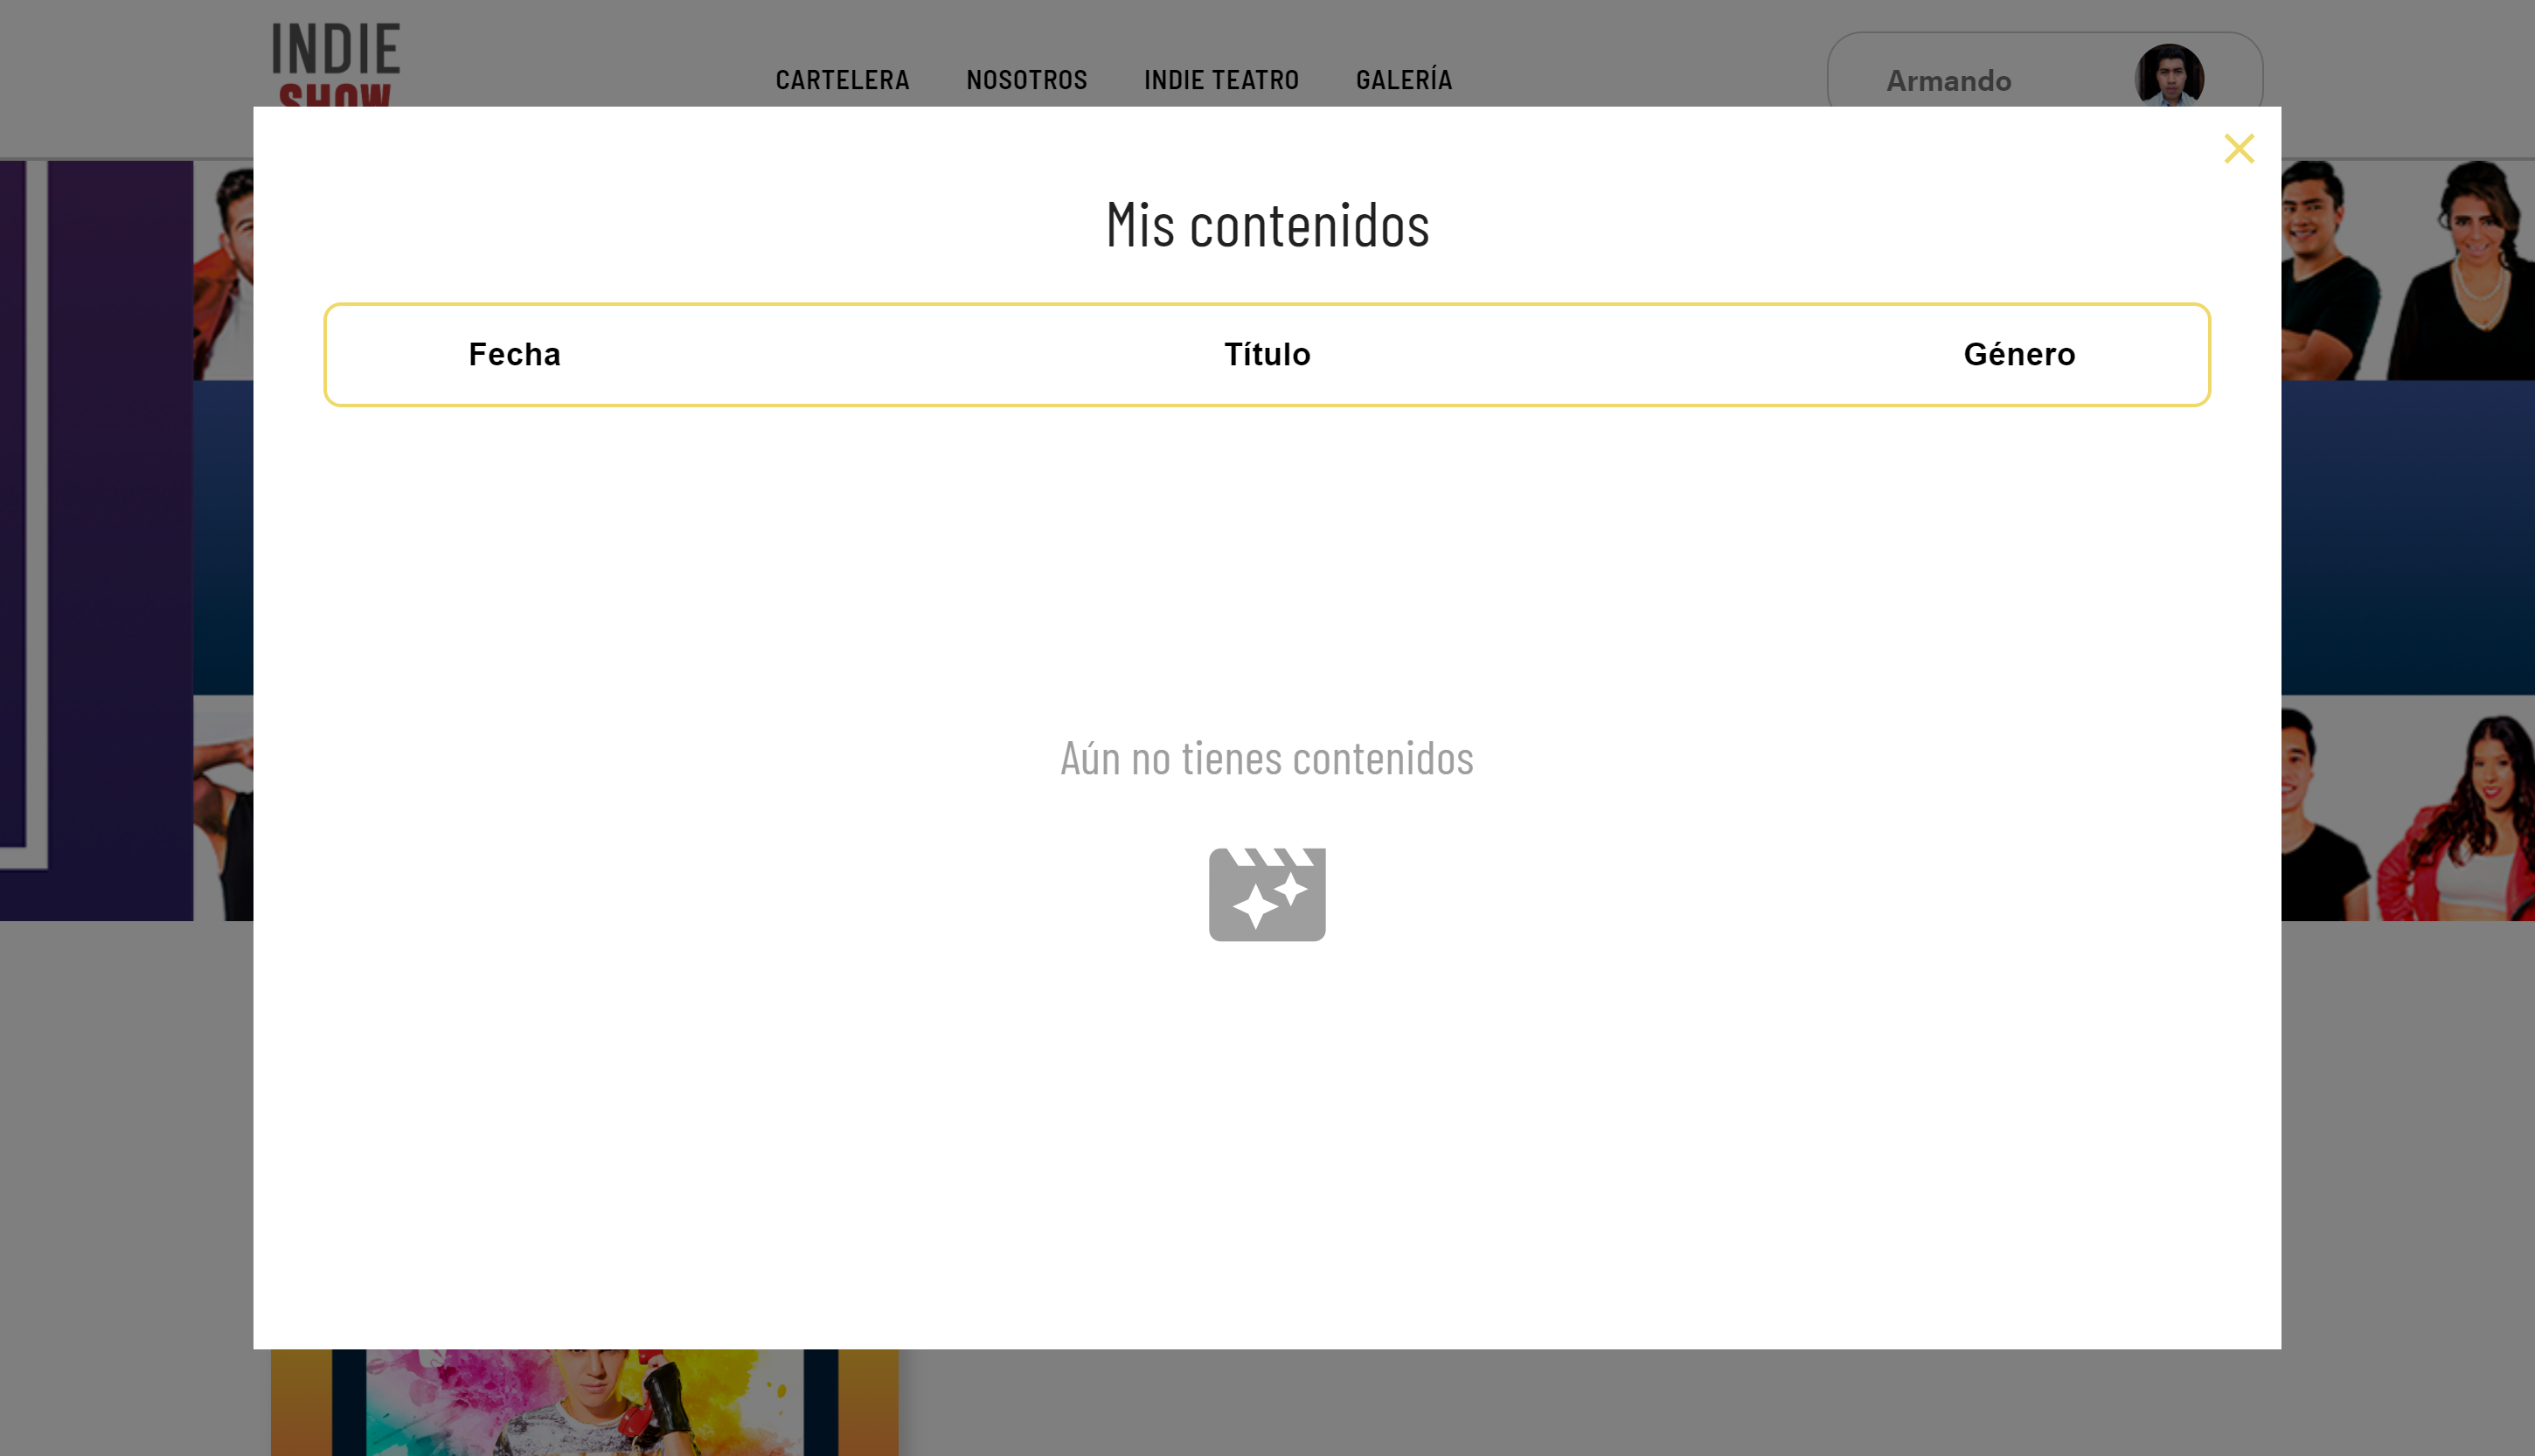 INDIE
SHOW
CARTELERA NOSOTROS INDIE TEATRO GALERÍA
Armando
Mis contenidos
Fecha Título Género
Aún no tienes contenidos